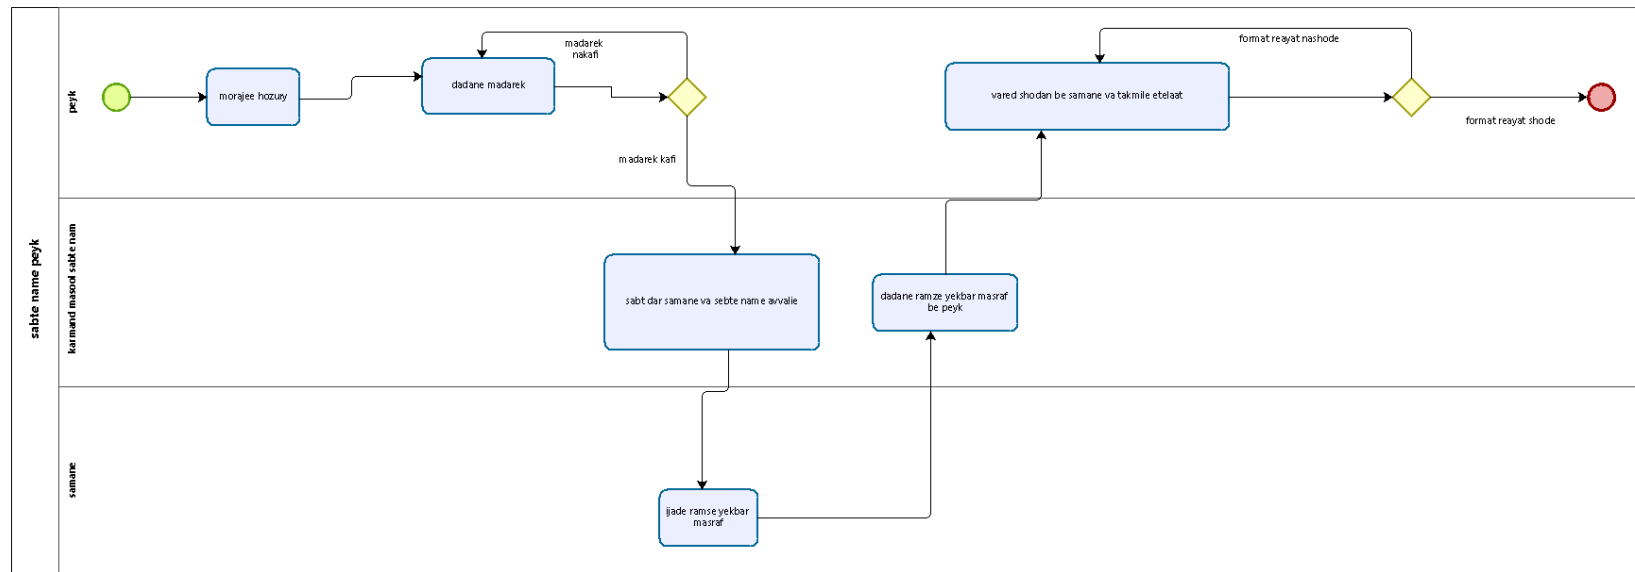 sabte name peyk
peyk
morajee hozury
dadane madarek
madarek
nakafi
madarek kafi
vared shodan be samane va takmile etelaat
format reayat nashode
format reayat shode
karmand masool sabte nam
sabt dar samane va sebte name avvalie
dadane ramze yekbar masraf
be peyk
samane
ijade ramse yekbar
masraf